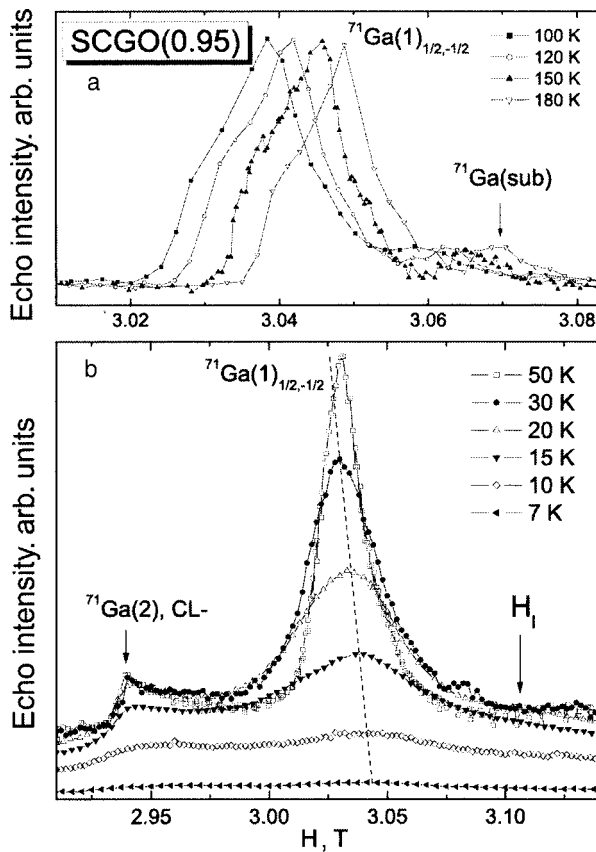 SCGO(0.95)
a
⁷¹Ga(1)₁/₂,₋₁/₂
100 K
120 K
150 K
180 K
⁷¹Ga(sub)
Echo intensity. arb. units
3.02 3.04 3.06 3.08
b
⁷¹Ga(1)₁/₂,₋₁/₂
50 K
30 K
20 K
15 K
10 K
7 K
⁷¹Ga(2), CL-
Hₗ
Echo intensity. arb. units
2.95 3.00 3.05 3.10
H, T